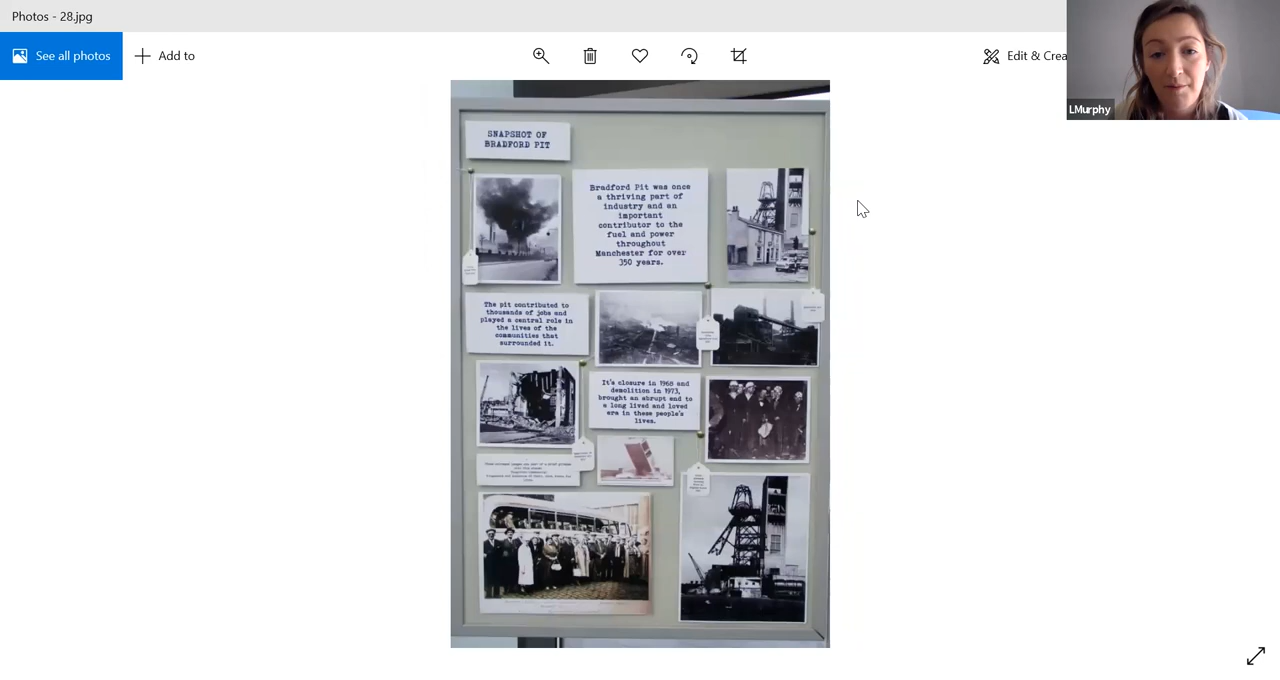 Photos - 28.jpg
See all photos
Add to
Edit & Crea
LMurphy
SNAPSHOT OF
BRADFORD PIT
Bradford Pit was once
a thriving part of
industry and an
important
contributor to the
fuel and power
throughout
Manchester for over
350 years.
The pit contributed to
thousands of jobs and
played a central role in
the lives of the
communities that
surrounded it.
It's closure in 1968 and
demolition in 1973,
brought an abrupt end to
a long lived and loved
era in these people's
lives.